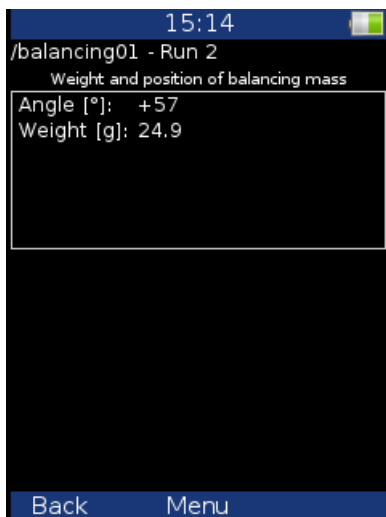 15:14
/balancing01 - Run 2
Weight and position of balancing mass
Angle [°]: +57
Weight [g]: 24.9
Back Menu